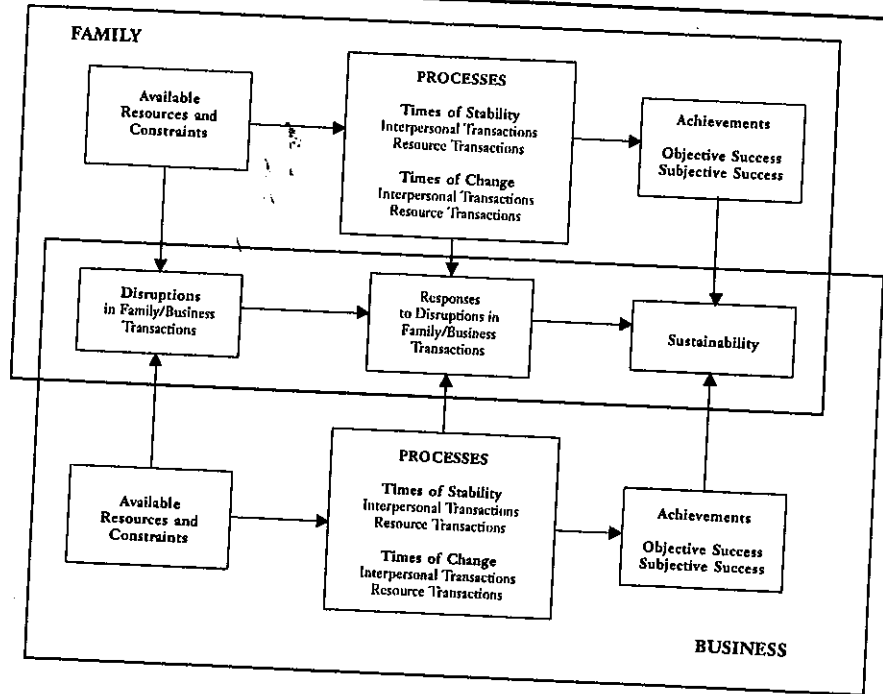 FAMILY
Available
Resources and
Constraints
PROCESSES
Times of Stability
Interpersonal Transactions
Resource Transactions
Times of Change
Interpersonal Transactions
Resource Transactions
Achievements
Objective Success
Subjective Success
Disruptions
in Family/Business
Transactions
Responses
to Disruptions in
Family/Business
Transactions
Sustainability
Available
Resources and
Constraints
PROCESSES
Times of Stability
Interpersonal Transactions
Resource Transactions
Times of Change
Interpersonal Transactions
Resource Transactions
Achievements
Objective Success
Subjective Success
BUSINESS